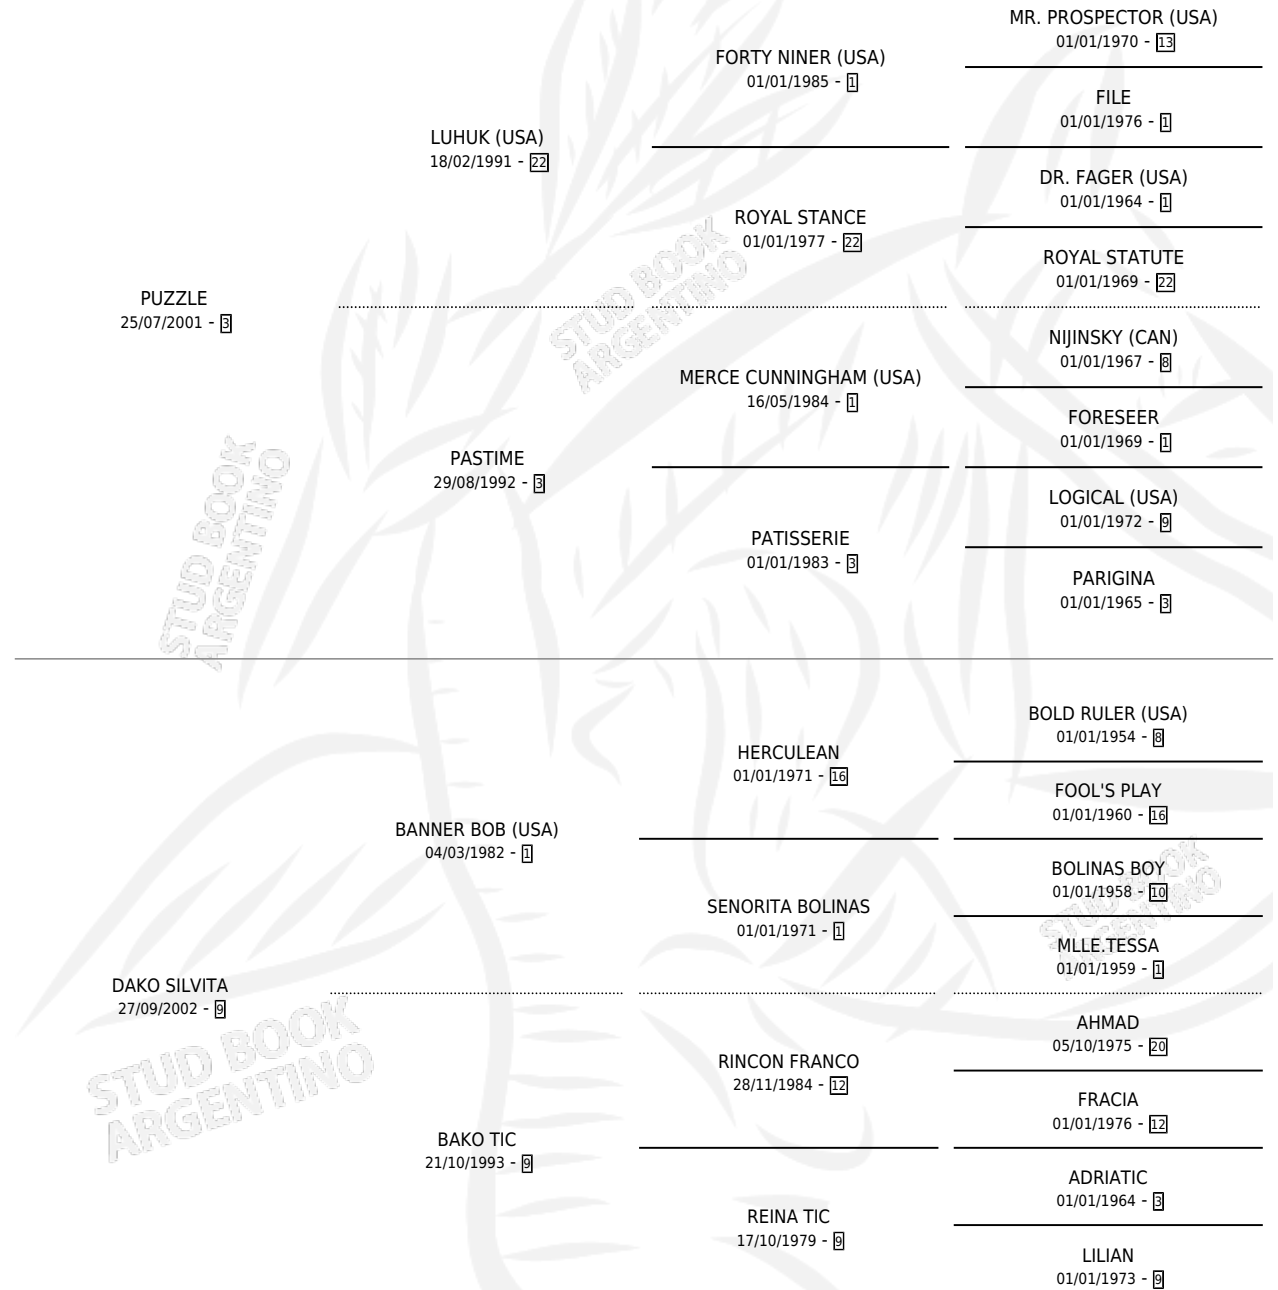 MR. PROSPECTOR (USA)
01/01/1970 - 13
FORTY NINER (USA)
01/01/1985 - 1
FILE
01/01/1976 - 1
LUHUK (USA)
18/02/1991 - 22
DR. FAGER (USA)
01/01/1964 - 1
ROYAL STANCE
01/01/1977 - 22
ROYAL STATUTE
01/01/1969 - 22
PUZZLE
25/07/2001 - 3
NIJINSKY (CAN)
01/01/1967 - 8
MERCE CUNNINGHAM (USA)
16/05/1984 - 1
FORESEER
01/01/1969 - 1
PASTIME
29/08/1992 - 3
LOGICAL (USA)
01/01/1972 - 9
PATISSERIE
01/01/1983 - 3
PARIGINA
01/01/1965 - 3
BOLD RULER (USA)
01/01/1954 - 8
HERCULEAN
01/01/1971 - 16
FOOL'S PLAY
01/01/1960 - 16
BANNER BOB (USA)
04/03/1982 - 1
BOLINAS BOY
01/01/1958 - 10
SENORITA BOLINAS
01/01/1971 - 1
MLLE.TESSA
01/01/1959 - 1
DAKO SILVITA
27/09/2002 - 9
AHMAD
05/10/1975 - 20
RINCON FRANCO
28/11/1984 - 12
FRACIA
01/01/1976 - 12
BAKO TIC
21/10/1993 - 9
ADRIATIC
01/01/1964 - 3
REINA TIC
17/10/1979 - 9
LILIAN
01/01/1973 - 9
STUD BOOK
ARGENTINO
STUD BOOK
ARGENTINO
STUD BOOK
ARGENTINO
STUD BOOK
ARGENTINO